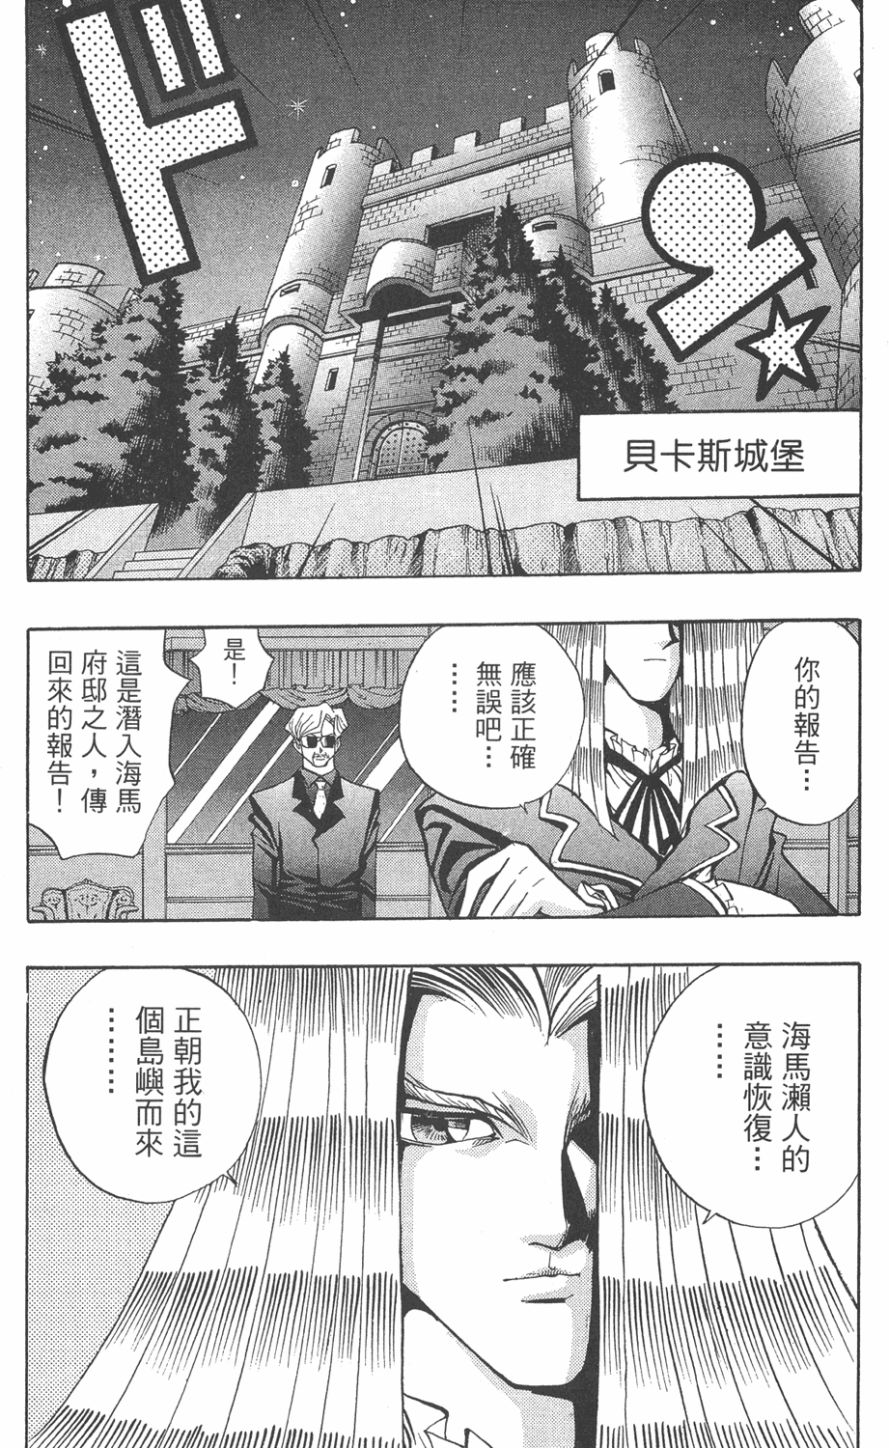 ドン
貝卡斯城堡
你的報告…
應該正確
無誤吧…
……
是！
這是潛入海馬
府邸之人，傳
回來的報告！
海馬瀨人的
意識恢復…
……
正朝我的這
個島嶼而來
………